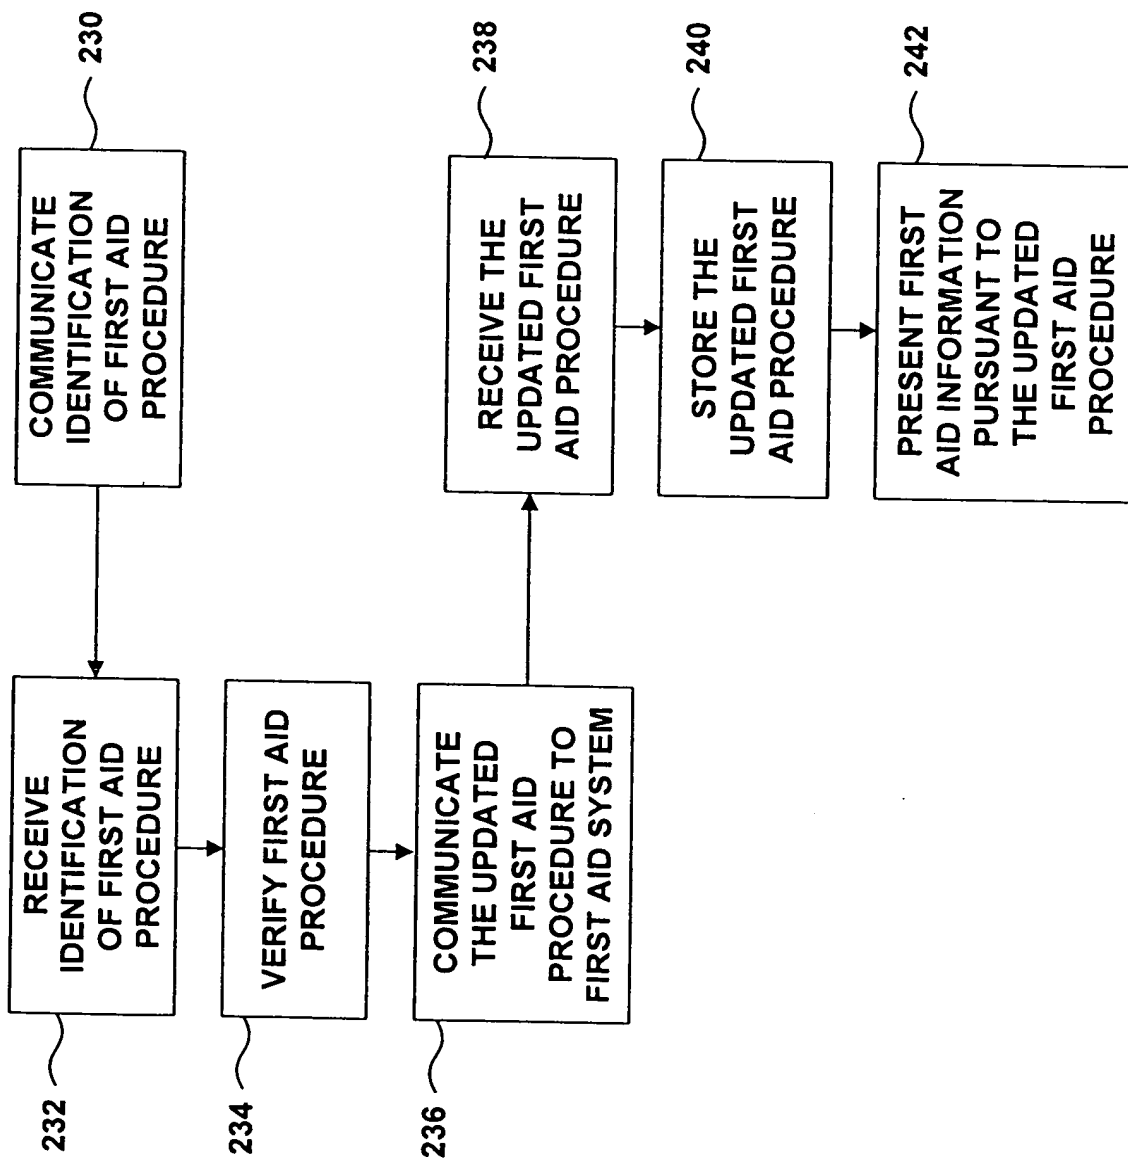 230
COMMUNICATE
IDENTIFICATION
OF FIRST AID
PROCEDURE
232
RECEIVE
IDENTIFICATION
OF FIRST AID
PROCEDURE
234
VERIFY FIRST AID
PROCEDURE
236
COMMUNICATE
THE UPDATED
FIRST AID
PROCEDURE TO
FIRST AID SYSTEM
238
RECEIVE THE
UPDATED FIRST
AID PROCEDURE
240
STORE THE
UPDATED FIRST
AID PROCEDURE
242
PRESENT FIRST
AID INFORMATION
PURSUANT TO
THE UPDATED
FIRST AID
PROCEDURE